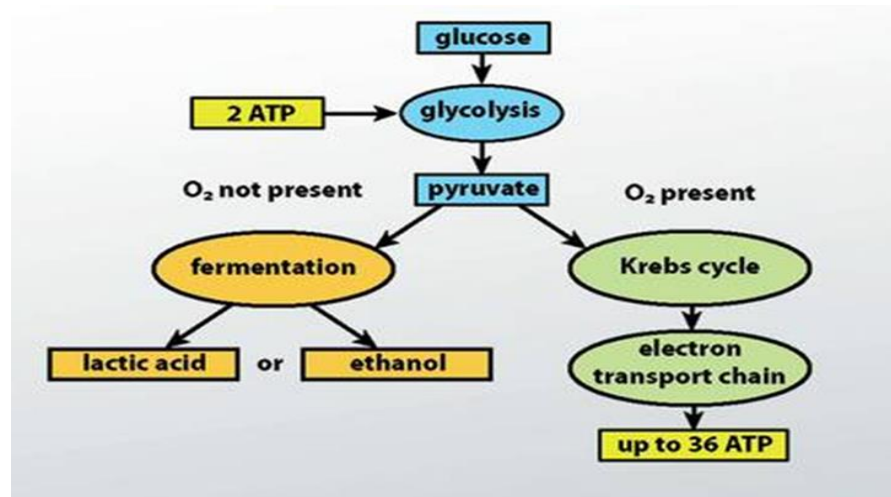 glucose
2 ATP
glycolysis
O₂ not present
pyruvate
O₂ present
fermentation
Krebs cycle
lactic acid
or
ethanol
electron
transport chain
up to 36 ATP